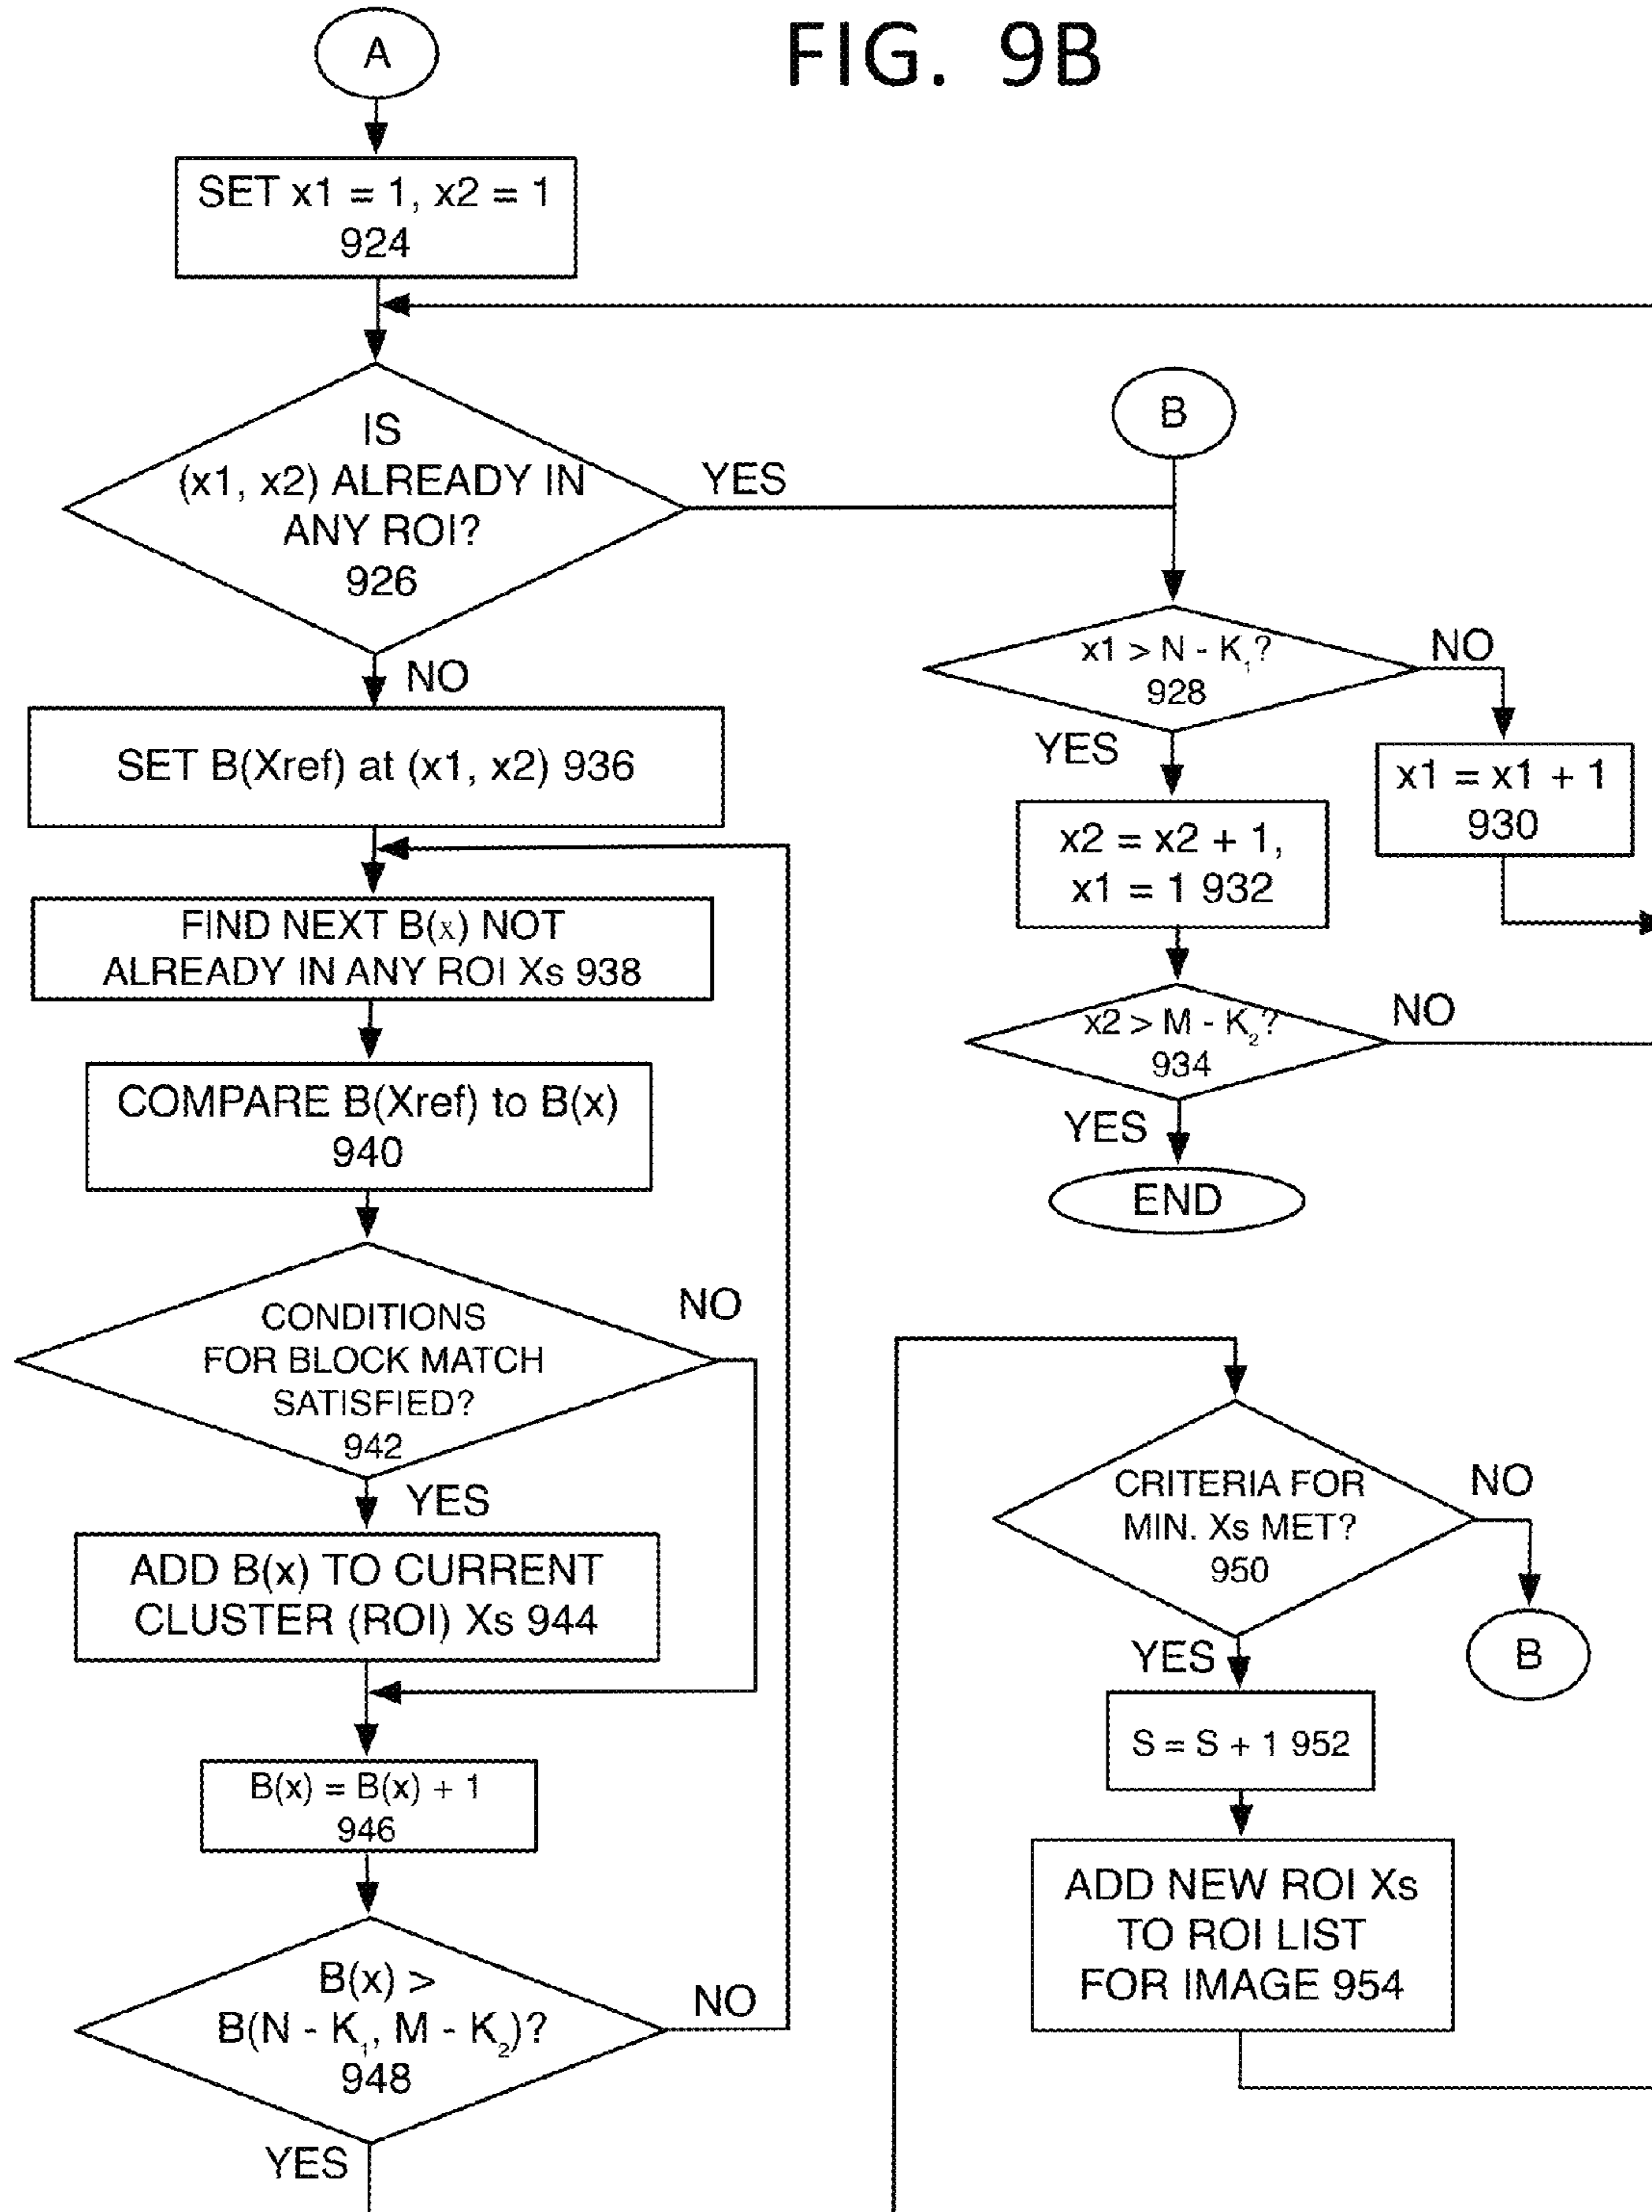 FIG. 9B
A
SET x1 = 1, x2 = 1
924
IS
(x1, x2) ALREADY IN
ANY ROI?
926
YES
NO
B
x1 > N - K₁?
928
NO
YES
x1 = x1 + 1
930
x2 = x2 + 1,
x1 = 1 932
x2 > M - K₂?
934
NO
YES
END
SET B(Xref) at (x1, x2) 936
FIND NEXT B(x) NOT
ALREADY IN ANY ROI Xs 938
COMPARE B(Xref) to B(x)
940
CONDITIONS
FOR BLOCK MATCH
SATISFIED?
942
NO
YES
ADD B(x) TO CURRENT
CLUSTER (ROI) Xs 944
B(x) = B(x) + 1
946
B(x) >
B(N - K₁, M - K₂)?
948
NO
YES
CRITERIA FOR
MIN. Xs MET?
950
NO
B
YES
S = S + 1 952
ADD NEW ROI Xs
TO ROI LIST
FOR IMAGE 954